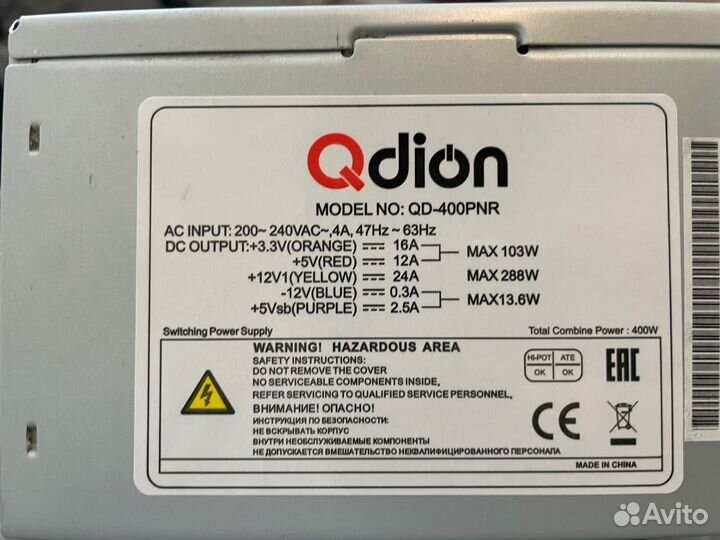 Qdion
MODEL NO: QD-400PNR
AC INPUT: 200~ 240VAC~,4A, 47Hz ~ 63Hz
DC OUTPUT:+3.3V(ORANGE) 16A
MAX 103W
+5V(RED) 12A
+12V1(YELLOW) 24A MAX 288W
-12V(BLUE) 0.3A
MAX13.6W
+5Vsb(PURPLE) 2.5A
Switching Power Supply Total Combine Power : 400W
WARNING! HAZARDOUS AREA
SAFETY INSTRUCTIONS:
DO NOT REMOVE THE COVER
NO SERVICEABLE COMPONENTS INSIDE,
REFER SERVICING TO QUALIFIED SERVICE PERSONNEL.
ВНИМАНИЕ! ОПАСНО!
ИНСТРУКЦИЯ ПО БЕЗОПАСНОСТИ:
НЕ ВСКРЫВАТЬ КОРПУС
ВНУТРИ НЕОБСЛУЖИВАЕМЫЕ КОМПОНЕНТЫ
НЕ ДОПУСКАЕТСЯ ВМЕШАТЕЛЬСТВО НЕКВАЛИФИЦИРОВАННОГО ПЕРСОНАЛА
HI-POT ATE
OK OK
EAC
CE
MADE IN CHINA
Avito